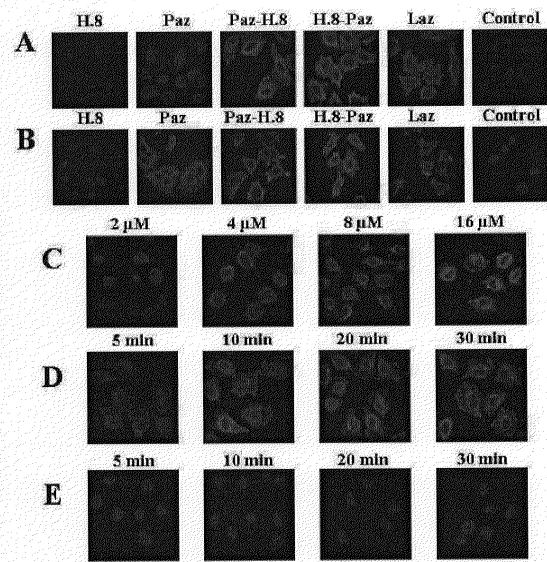 A H.8 Paz Paz-H.8 H.8-Paz Laz Control
B H.8 Paz Paz-H.8 H.8-Paz Laz Control
C 2 µM 4 µM 8 µM 16 µM
D 5 min 10 min 20 min 30 min
E 5 min 10 min 20 min 30 min